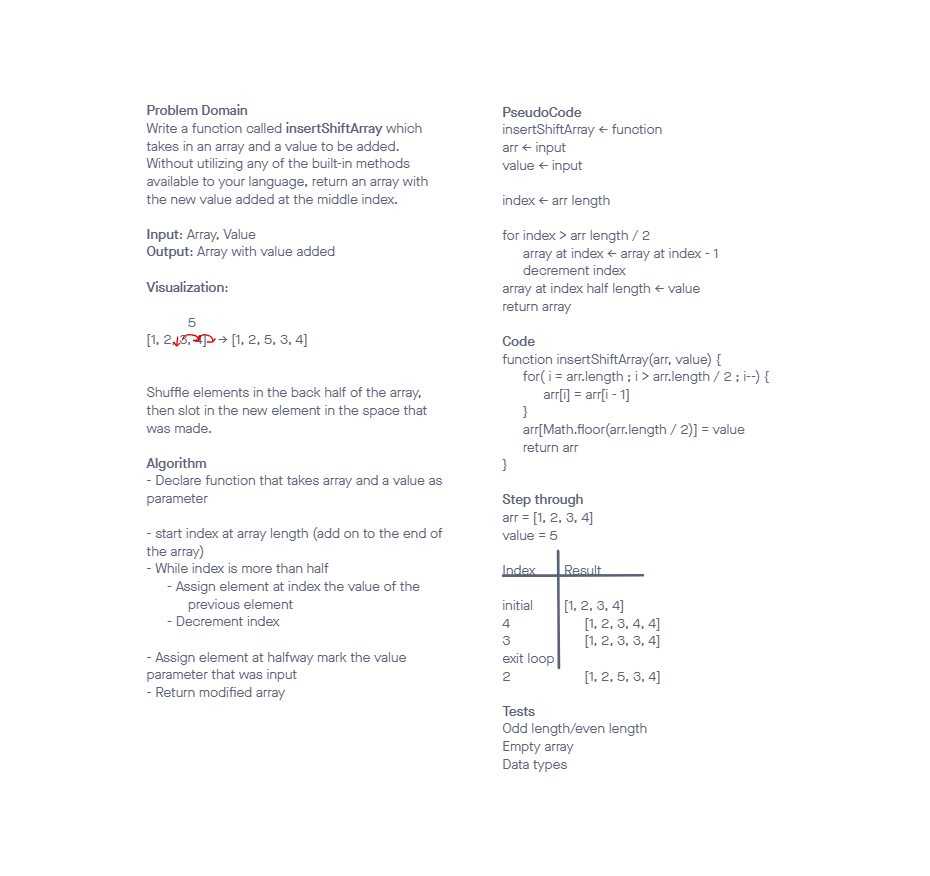 Problem Domain
Write a function called insertShiftArray which
takes in an array and a value to be added.
Without utilizing any of the built-in methods
available to your language, return an array with
the new value added at the middle index.
Input: Array, Value
Output: Array with value added
Visualization:
5
[1, 2, 3, 4] → [1, 2, 5, 3, 4]
Shuffle elements in the back half of the array,
then slot in the new element in the space that
was made.
Algorithm
- Declare function that takes array and a value as
parameter
- start index at array length (add on to the end of
the array)
- While index is more than half
- Assign element at index the value of the
previous element
- Decrement index
- Assign element at halfway mark the value
parameter that was input
- Return modified array
PseudoCode
insertShiftArray ← function
arr ← input
value ← input
index ← arr length
for index > arr length / 2
array at index ← array at index - 1
decrement index
array at index half length ← value
return array
Code
function insertShiftArray(arr, value) {
for( i = arr.length ; i > arr.length / 2 ; i--) {
arr[i] = arr[i - 1]
}
arr[Math.floor(arr.length / 2)] = value
return arr
}
Step through
arr = [1, 2, 3, 4]
value = 5
Index Result
initial [1, 2, 3, 4]
4 [1, 2, 3, 4, 4]
3 [1, 2, 3, 3, 4]
exit loop
2 [1, 2, 5, 3, 4]
Tests
Odd length/even length
Empty array
Data types